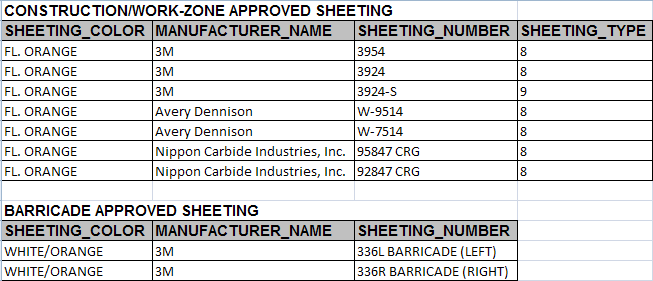 CONSTRUCTION/WORK-ZONE APPROVED SHEETING
SHEETING_COLOR MANUFACTURER_NAME SHEETING_NUMBER SHEETING_TYPE
FL. ORANGE 3M 3954 8
FL. ORANGE 3M 3924 8
FL. ORANGE 3M 3924-S 9
FL. ORANGE Avery Dennison W-9514 8
FL. ORANGE Avery Dennison W-7514 8
FL. ORANGE Nippon Carbide Industries, Inc. 95847 CRG 8
FL. ORANGE Nippon Carbide Industries, Inc. 92847 CRG 8
BARRICADE APPROVED SHEETING
SHEETING_COLOR MANUFACTURER_NAME SHEETING_NUMBER
WHITE/ORANGE 3M 336L BARRICADE (LEFT)
WHITE/ORANGE 3M 336R BARRICADE (RIGHT)